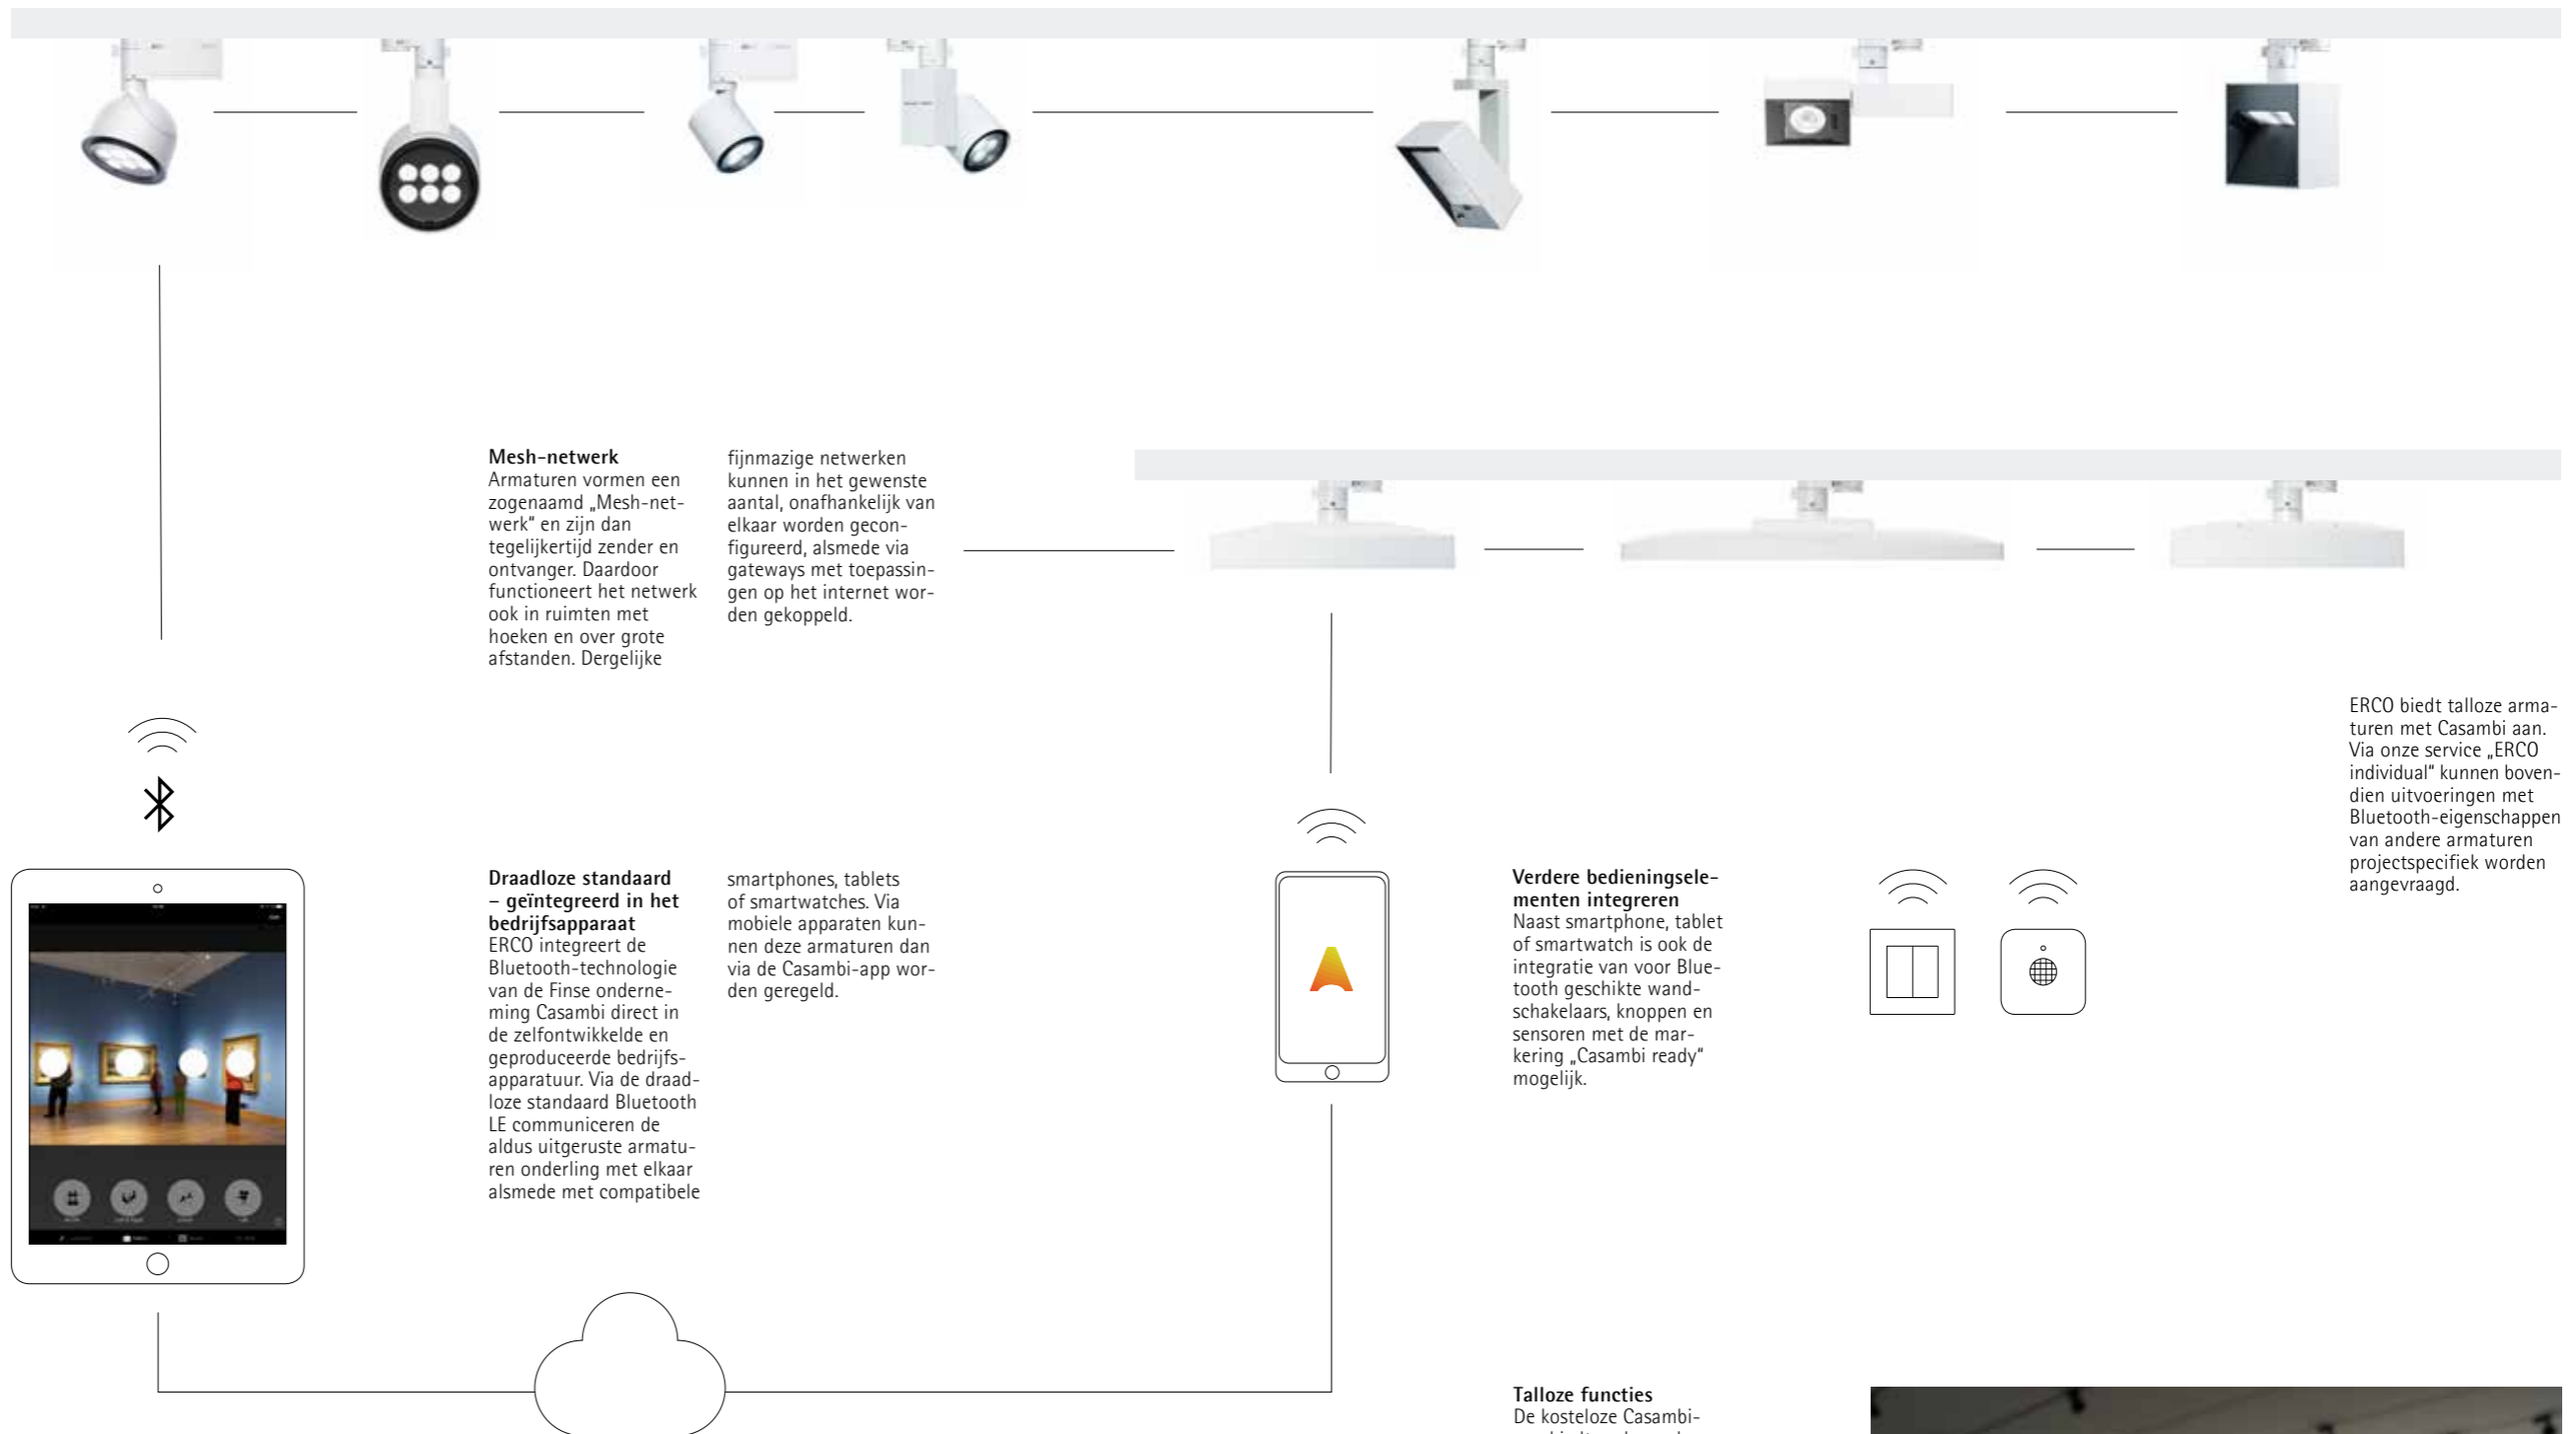 Mesh-netwerk
Armaturen vormen een
zogenaamd „Mesh-net-
werk" en zijn dan
tegelijkertijd zender en
ontvanger. Daardoor
functioneert het netwerk
ook in ruimten met
hoeken en over grote
afstanden. Dergelijke
fijnmazige netwerken
kunnen in het gewenste
aantal, onafhankelijk van
elkaar worden gecon-
figureerd, alsmede via
gateways met toepassin-
gen op het internet wor-
den gekoppeld.
ERCO biedt talloze arma-
turen met Casambi aan.
Via onze service „ERCO
individual" kunnen boven-
dien uitvoeringen met
Bluetooth-eigenschappen
van andere armaturen
projectspecifiek worden
aangevraagd.
Draadloze standaard
– geïntegreerd in het
bedrijfsapparaat
ERCO integreert de
Bluetooth-technologie
van de Finse onderne-
ming Casambi direct in
de zelfontwikkelde en
geproduceerde bedrijfs-
apparatuur. Via de draad-
loze standaard Bluetooth
LE communiceren de
aldus uitgeruste armatu-
ren onderling met elkaar
alsmede met compatibele
smartphones, tablets
of smartwatches. Via
mobiele apparaten kun-
nen deze armaturen dan
via de Casambi-app wor-
den geregeld.
Verdere bedieningsele-
menten integreren
Naast smartphone, tablet
of smartwatch is ook de
integratie van voor Blue-
tooth geschikte wand-
schakelaars, knoppen en
sensoren met de mar-
kering „Casambi ready"
mogelijk.
Talloze functies
De kosteloze Casambi-